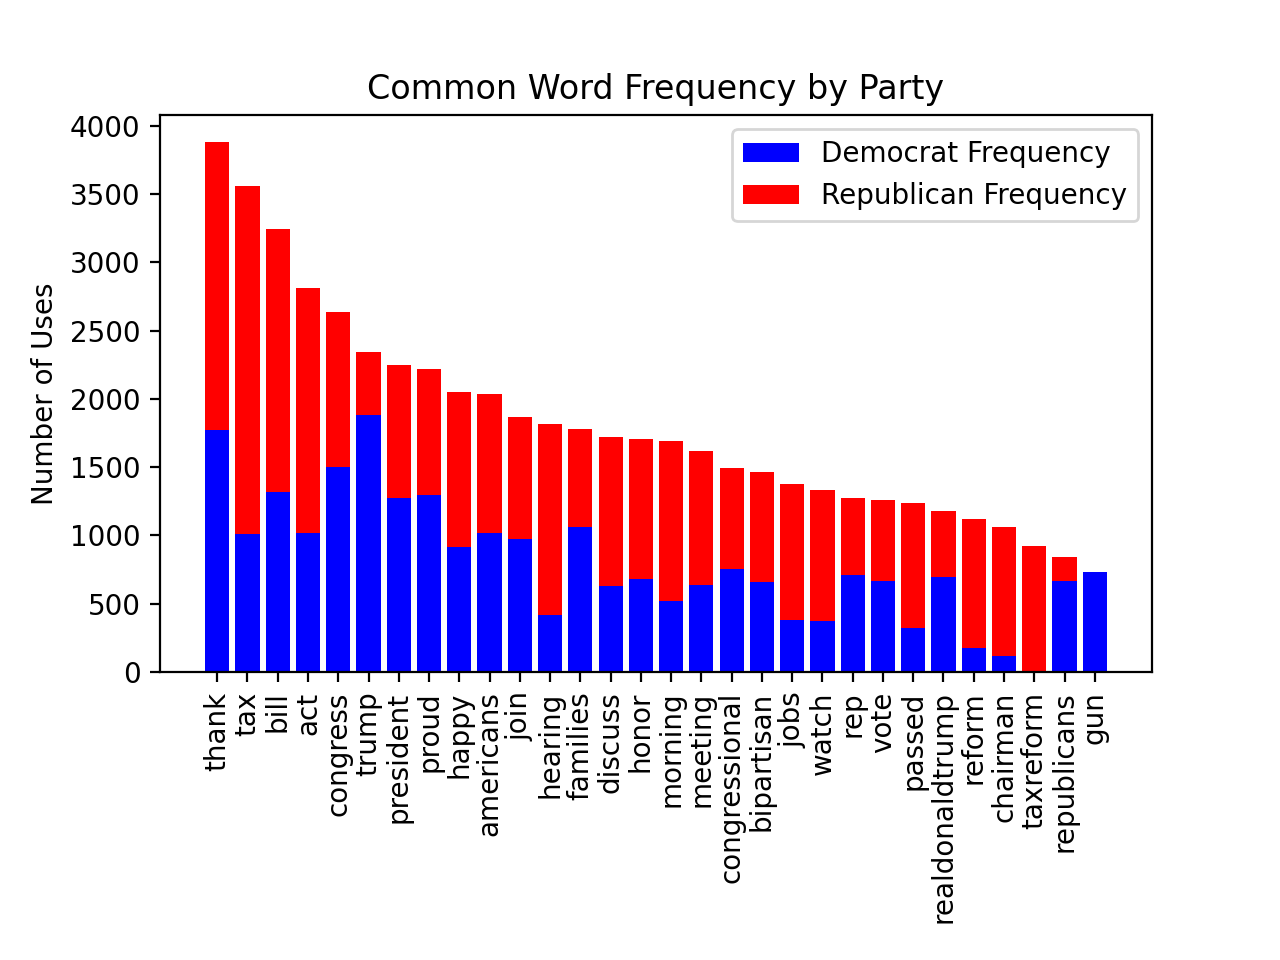 Common Word Frequency by Party
Democrat Frequency
Republican Frequency
Number of Uses
4000
3500
3000
2500
2000
1500
1000
500
0
thank
tax
bill
act
congress
trump
president
proud
happy
americans
join
hearing
families
discuss
honor
morning
meeting
congressional
bipartisan
jobs
watch
rep
vote
passed
realdonaldtrump
reform
chairman
taxreform
republicans
gun